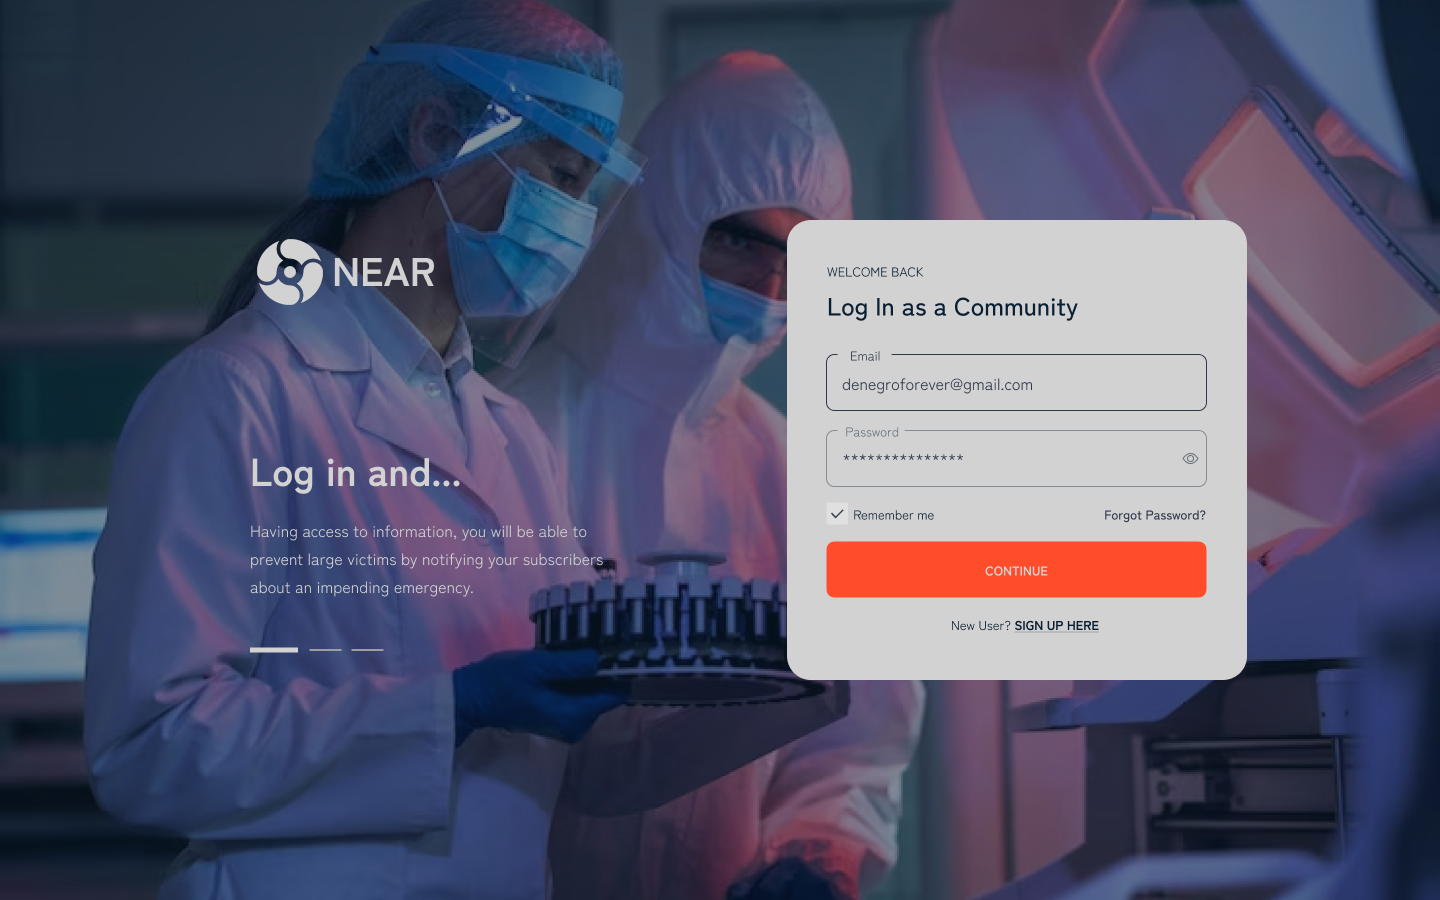 NEAR
Log in and...
Having access to information, you will be able to
prevent large victims by notifying your subscribers
about an impending emergency.
WELCOME BACK
Log In as a Community
Email
denegroforever@gmail.com
Password
***************
Remember me
Forgot Password?
CONTINUE
New User? SIGN UP HERE